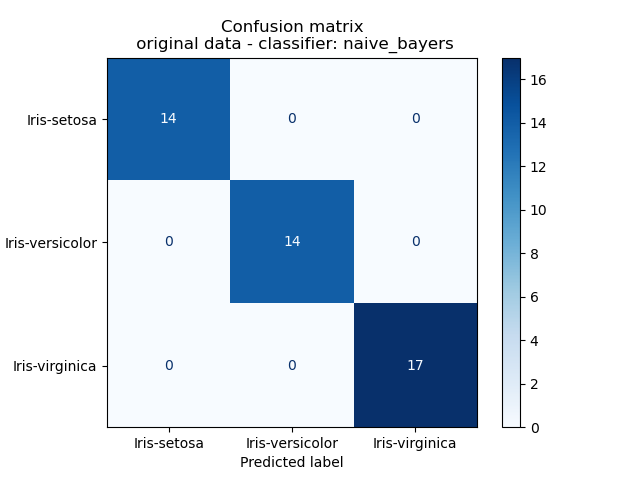 Confusion matrix
original data - classifier: naive_bayers
Iris-setosa 14 0 0
Iris-versicolor 0 14 0
Iris-virginica 0 0 17
Iris-setosa Iris-versicolor Iris-virginica
Predicted label
16
14
12
10
8
6
4
2
0